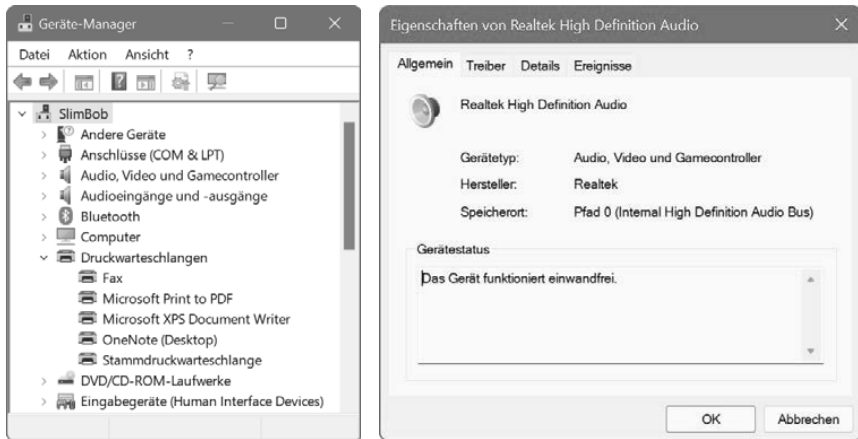 Geräte-Manager
Datei Aktion Ansicht ?
SlimBob
Andere Geräte
Anschlüsse (COM & LPT)
Audio, Video und Gamecontroller
Audioeingänge und -ausgänge
Bluetooth
Computer
Druckwarteschlangen
Fax
Microsoft Print to PDF
Microsoft XPS Document Writer
OneNote (Desktop)
Stammdruckwarteschlange
DVD/CD-ROM-Laufwerke
Eingabegeräte (Human Interface Devices)
Eigenschaften von Realtek High Definition Audio
Allgemein Treiber Details Ereignisse
Realtek High Definition Audio
Gerätetyp: Audio, Video und Gamecontroller
Hersteller: Realtek
Speicherort: Pfad 0 (Internal High Definition Audio Bus)
Gerätestatus
Das Gerät funktioniert einwandfrei.
OK Abbrechen